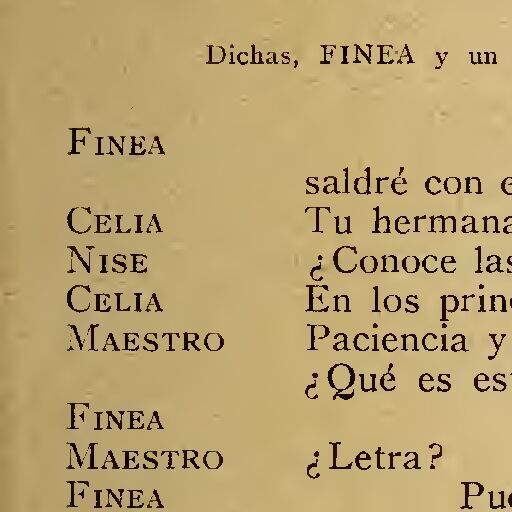 Dichas, FINEA y un
FINEA
saldré con
CELIA Tu hermana
NISE ¿Conoce las
CELIA En los prin
MAESTRO Paciencia y
¿Qué es es
FINEA
MAESTRO ¿Letra?
FINEA Pu